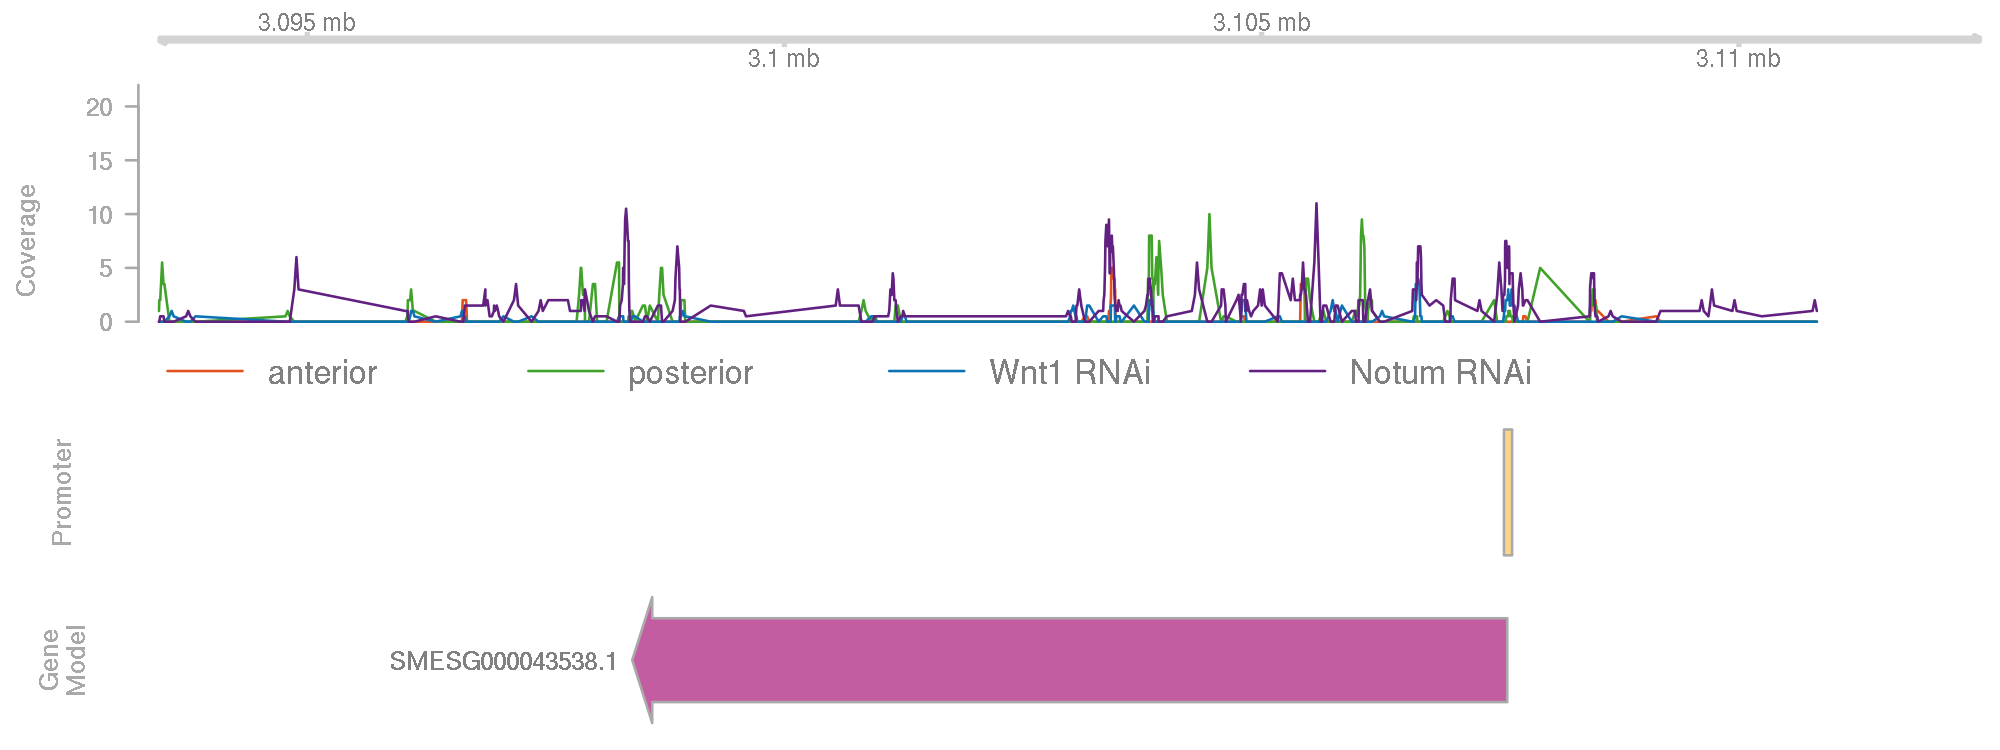 3.095 mb
3.105 mb
3.1 mb
3.11 mb
Coverage
20
15
10
5
0
anterior posterior Wnt1 RNAi Notum RNAi
Promoter
Gene
Model
SMESG000043538.1